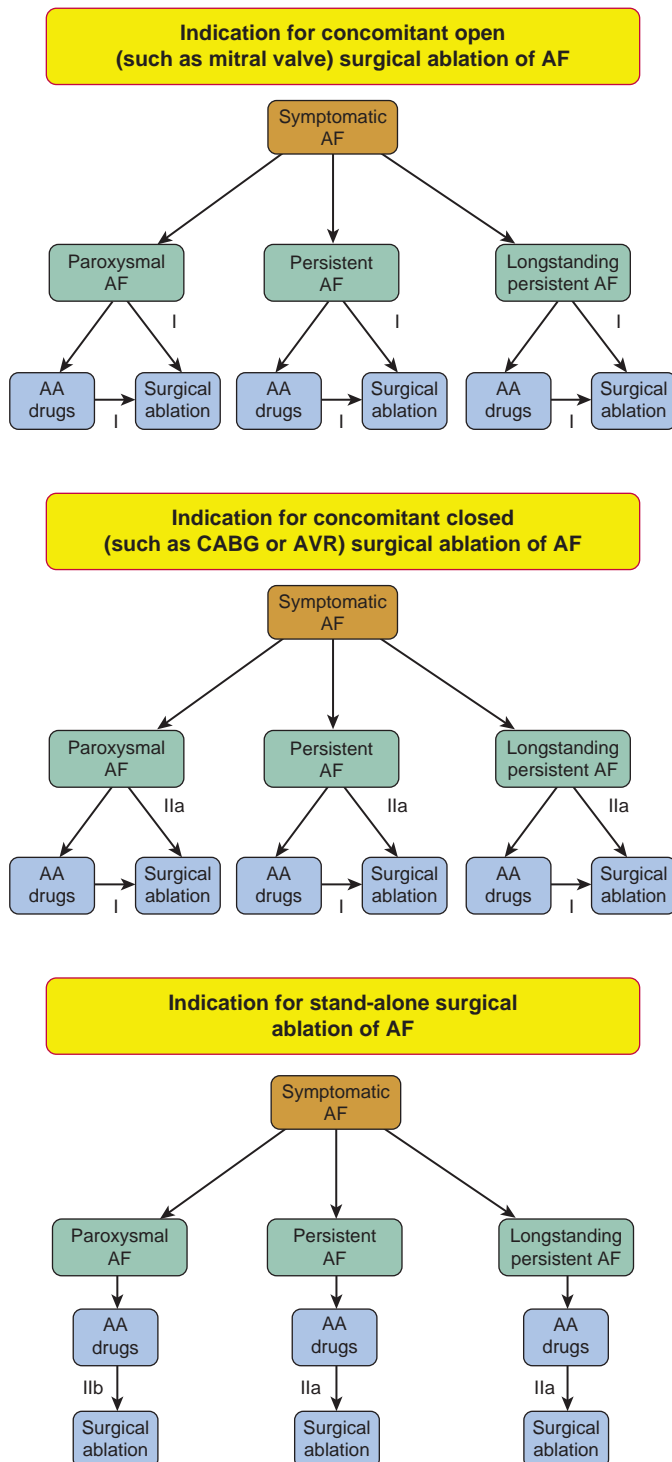 Indication for concomitant open
(such as mitral valve) surgical ablation of AF
Symptomatic
AF
Paroxysmal
AF
Persistent
AF
Longstanding
persistent AF
I
I
I
AA
drugs
Surgical
ablation
AA
drugs
Surgical
ablation
AA
drugs
Surgical
ablation
I
I
I
Indication for concomitant closed
(such as CABG or AVR) surgical ablation of AF
Symptomatic
AF
Paroxysmal
AF
Persistent
AF
Longstanding
persistent AF
IIa
IIa
IIa
AA
drugs
Surgical
ablation
AA
drugs
Surgical
ablation
AA
drugs
Surgical
ablation
I
I
I
Indication for stand-alone surgical
ablation of AF
Symptomatic
AF
Paroxysmal
AF
Persistent
AF
Longstanding
persistent AF
AA
drugs
AA
drugs
AA
drugs
IIb
IIa
IIa
Surgical
ablation
Surgical
ablation
Surgical
ablation